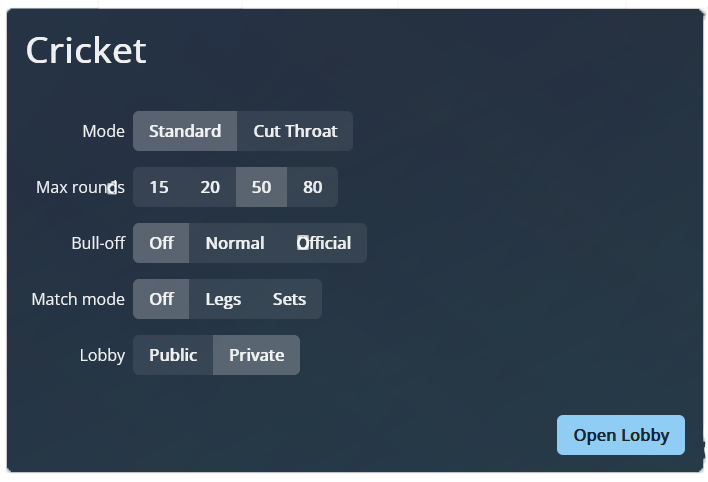 Cricket
Mode Standard Cut Throat
Max rounds 15 20 50 80
Bull-off Off Normal Official
Match mode Off Legs Sets
Lobby Public Private
Open Lobby